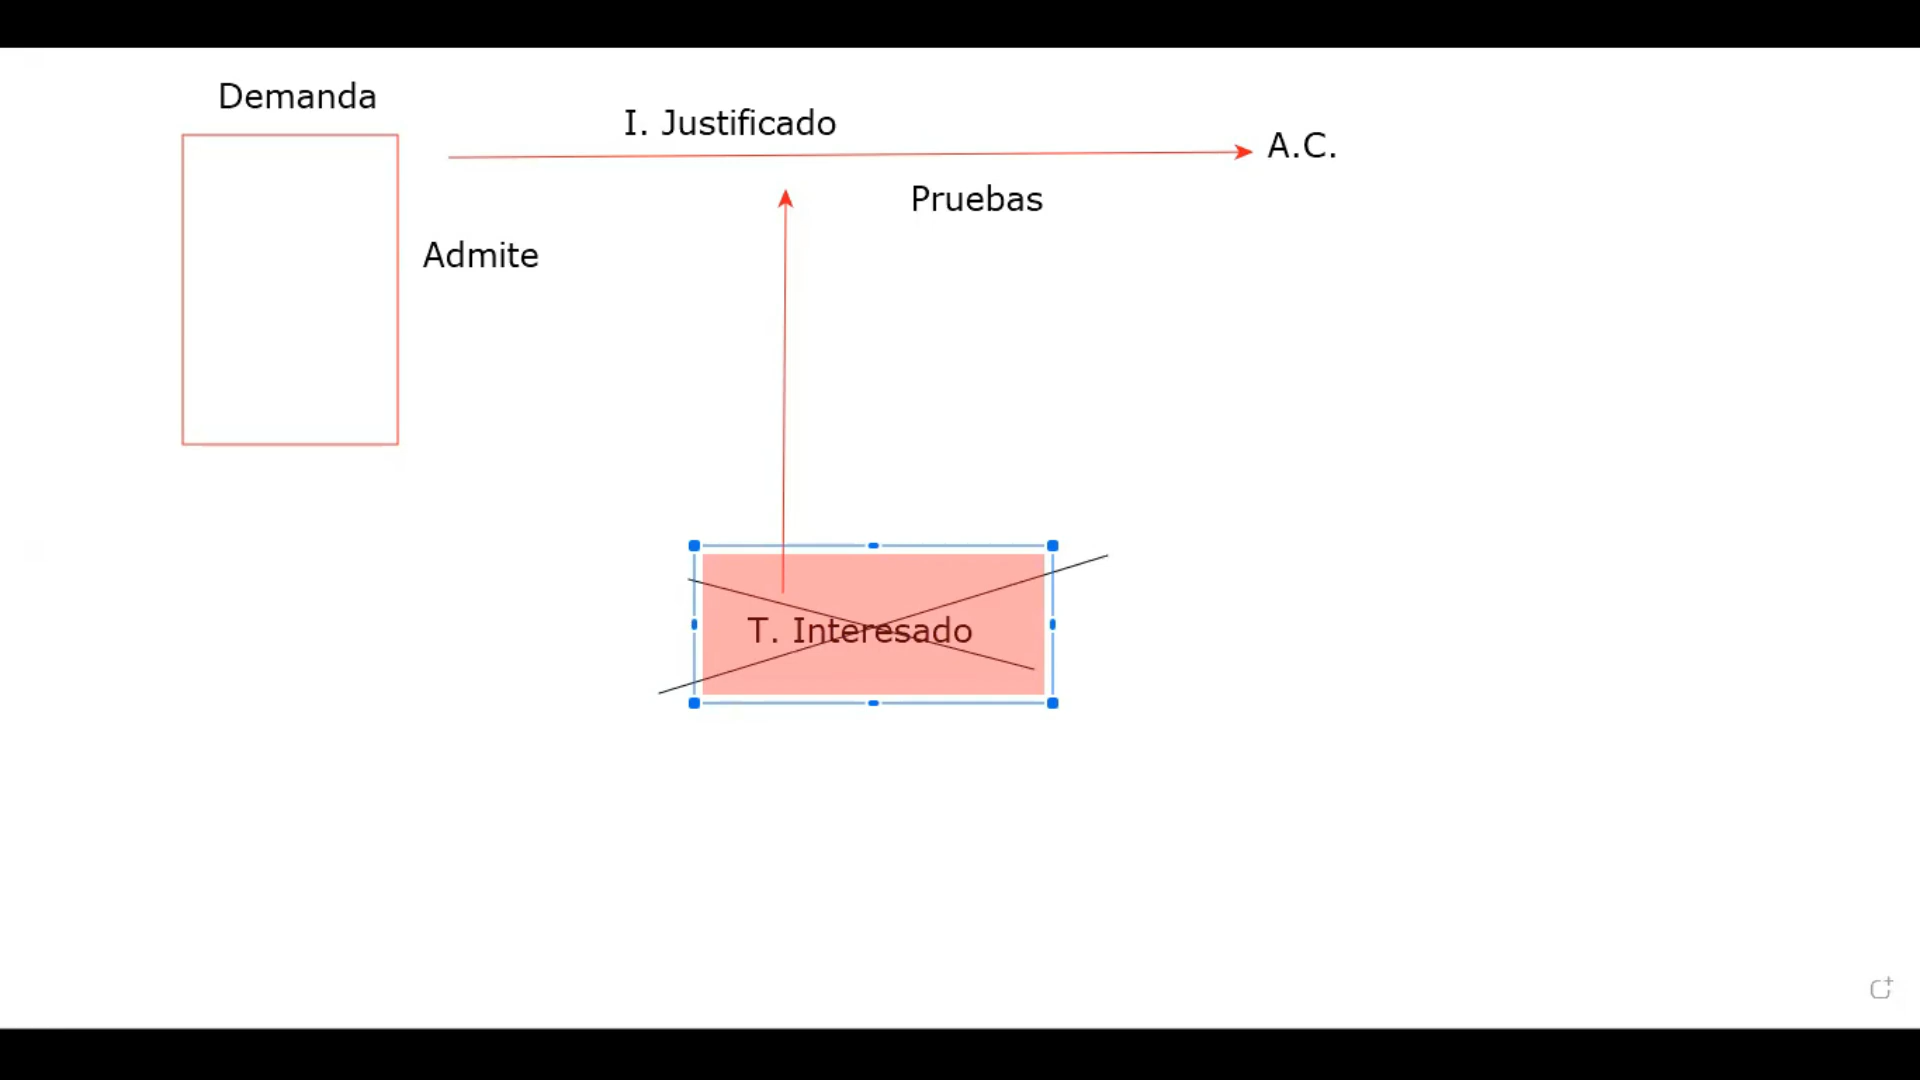 Demanda
I. Justificado
A.C.
Pruebas
Admite
T. Interesado